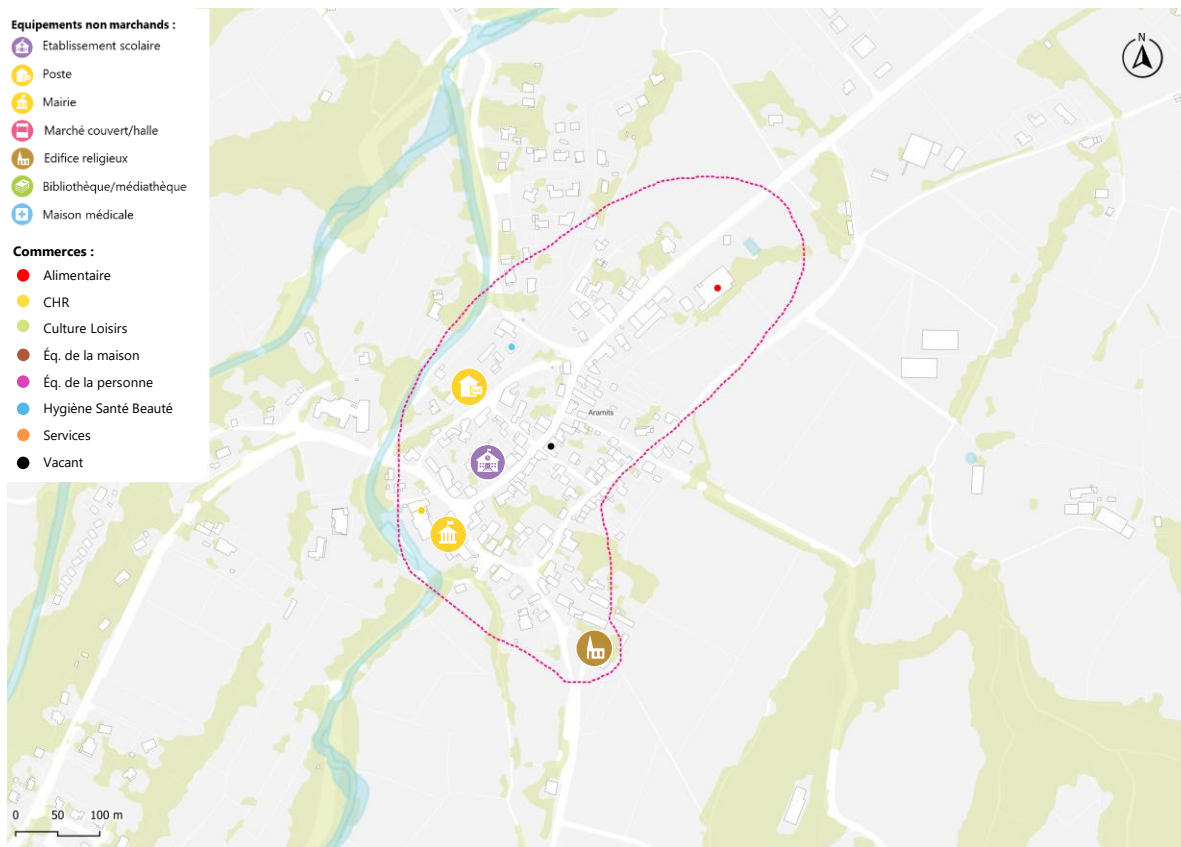 Equipements non marchands :
Etablissement scolaire
Poste
Mairie
Marché couvert/halle
Edifice religieux
Bibliothèque/médiathèque
Maison médicale
Commerces :
Alimentaire
CHR
Culture Loisirs
Éq. de la maison
Éq. de la personne
Hygiène Santé Beauté
Services
Vacant
N
Aramits
0 50 100 m